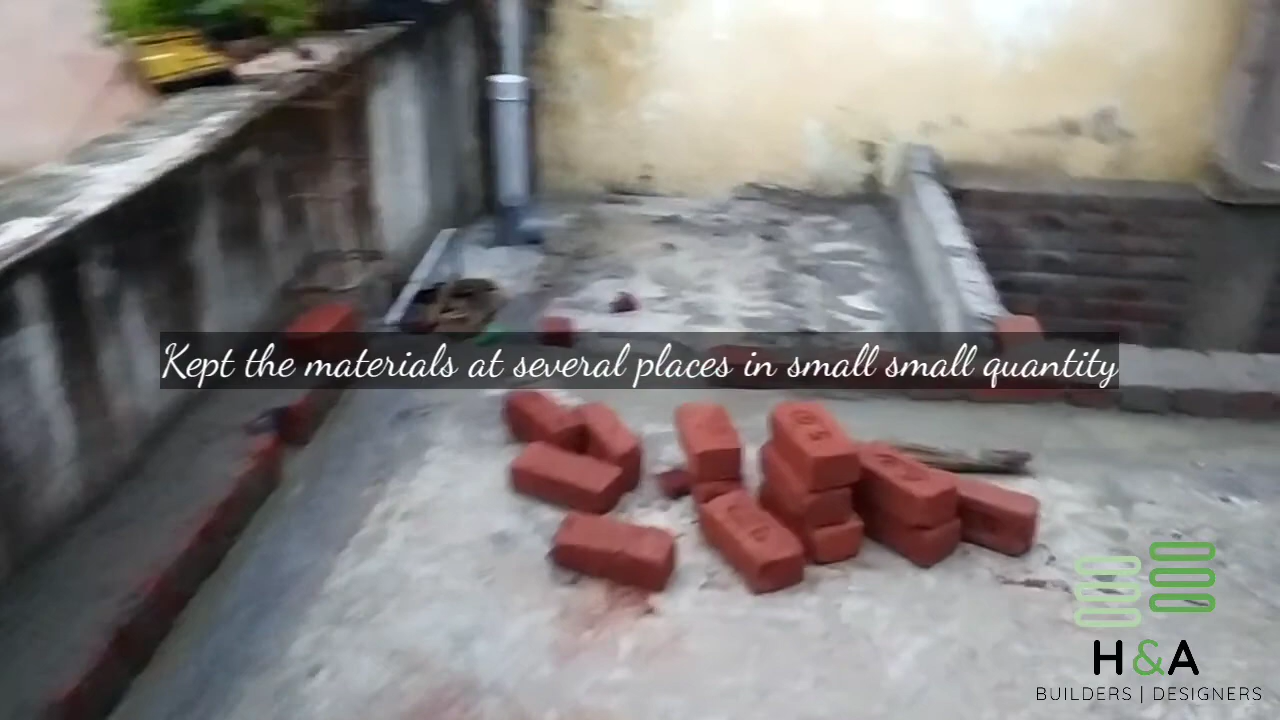 Kept the materials at several places in small small quantity
H&A
BUILDERS | DESIGNERS